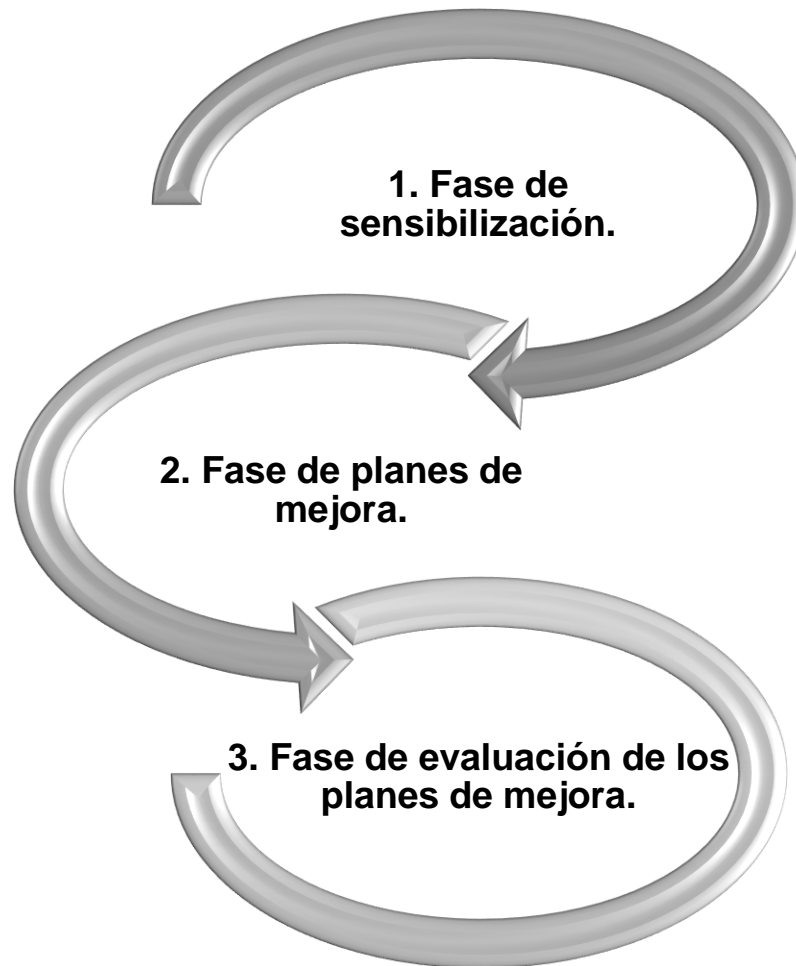 1. Fase de
sensibilización.
2. Fase de planes de
mejora.
3. Fase de evaluación de los
planes de mejora.